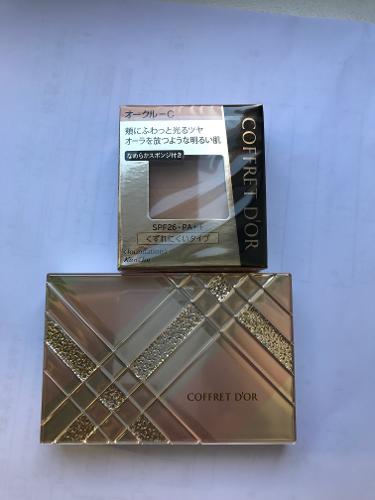 オークル－C
頬にふわっと光るツヤ
オーラを放つような明るい肌
なめらかスポンジ付き
SPF26・PA++
くずれにくいタイプ
<foundation>
Kanebo
COFFRET D'OR
COFFRET D'OR